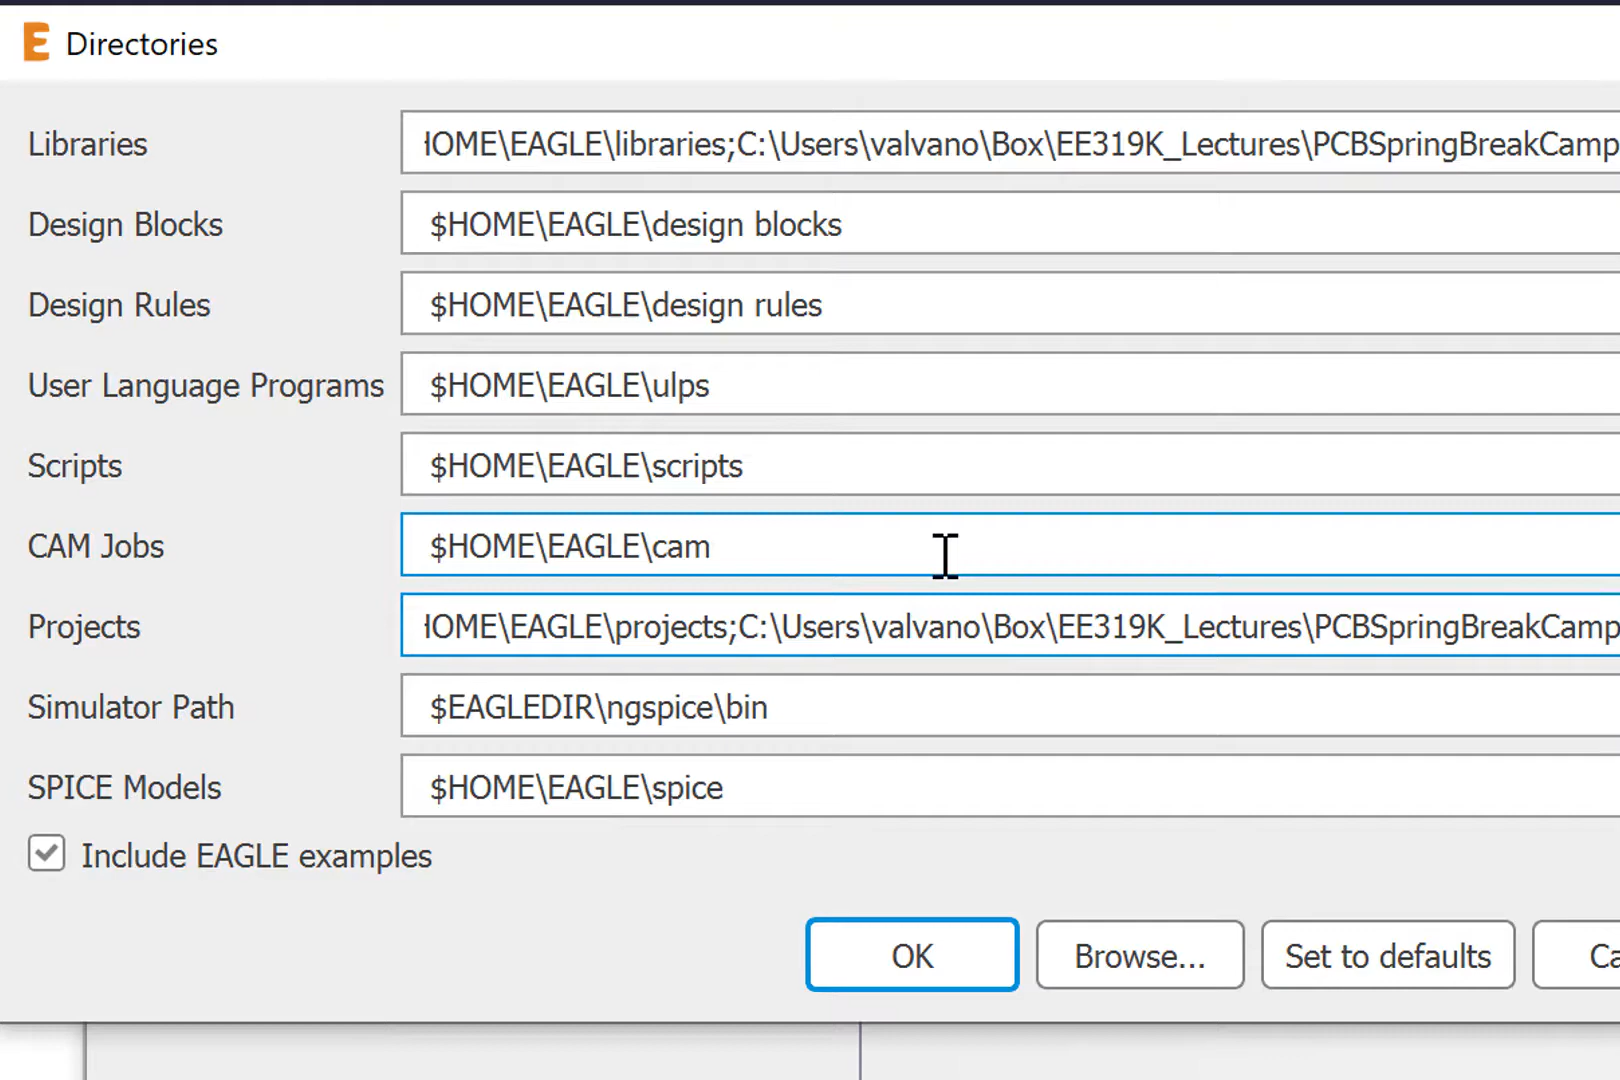 Directories
Libraries HOME\EAGLE\libraries;C:\Users\valvano\Box\EE319K_Lectures\PCBSpringBreakCamp
Design Blocks $HOME\EAGLE\design blocks
Design Rules $HOME\EAGLE\design rules
User Language Programs $HOME\EAGLE\ulps
Scripts $HOME\EAGLE\scripts
CAM Jobs $HOME\EAGLE\cam
Projects HOME\EAGLE\projects;C:\Users\valvano\Box\EE319K_Lectures\PCBSpringBreakCamp
Simulator Path $EAGLEDIR\ngspice\bin
SPICE Models $HOME\EAGLE\spice
Include EAGLE examples
OK Browse... Set to defaults